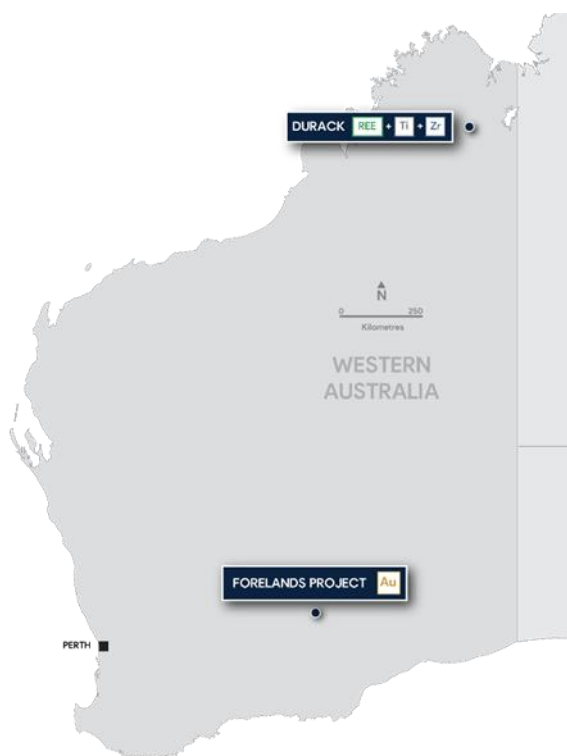 DURACK REE + Ti + Zr
N
0 250
Kilometres
WESTERN
AUSTRALIA
FORELANDS PROJECT Au
PERTH